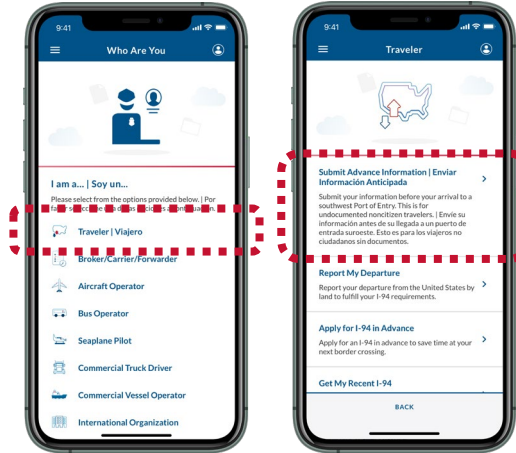 9:41
Who Are You
I am a... | Soy un...
Please select from the options provided below. | Por
Traveler | Viajero
Broker/Carrier/Forwarder
Aircraft Operator
Bus Operator
Seaplane Pilot
Commercial Truck Driver
Commercial Vessel Operator
International Organization
9:41
Traveler
Submit Advance Information | Enviar
Información Anticipada
Submit your information before your arrival to a
southwest Port of Entry. This is for
undocumented noncitizen travelers. | Envíe su
información antes de su llegada a un puerto de
entrada suroeste. Esto es para los viajeros no
ciudadanos sin documentos.
Report My Departure
Report your departure from the United States by
land to fulfill your I-94 requirements.
Apply for I-94 in Advance
Apply for an I-94 in advance to save time at your
next border crossing.
Get My Recent I-94
BACK